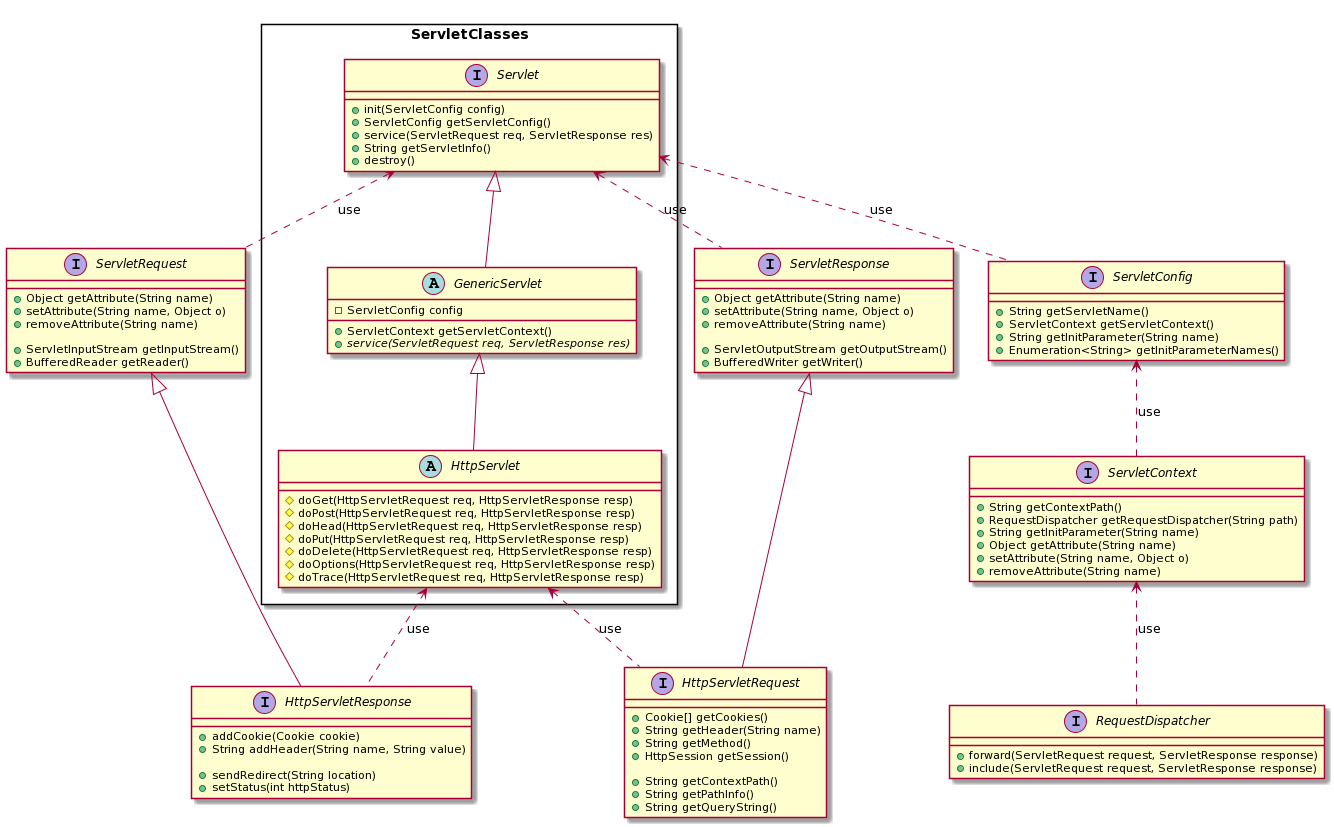 ServletClasses
I Servlet
init(ServletConfig config)
ServletConfig getServletConfig()
service(ServletRequest req, ServletResponse res)
String getServletInfo()
destroy()
use
use
use
I ServletRequest
Object getAttribute(String name)
setAttribute(String name, Object o)
removeAttribute(String name)
ServletInputStream getInputStream()
BufferedReader getReader()
A GenericServlet
ServletConfig config
ServletContext getServletContext()
service(ServletRequest req, ServletResponse res)
I ServletResponse
Object getAttribute(String name)
setAttribute(String name, Object o)
removeAttribute(String name)
ServletOutputStream getOutputStream()
BufferedWriter getWriter()
I ServletConfig
String getServletName()
ServletContext getServletContext()
String getInitParameter(String name)
Enumeration<String> getInitParameterNames()
use
A HttpServlet
doGet(HttpServletRequest req, HttpServletResponse resp)
doPost(HttpServletRequest req, HttpServletResponse resp)
doHead(HttpServletRequest req, HttpServletResponse resp)
doPut(HttpServletRequest req, HttpServletResponse resp)
doDelete(HttpServletRequest req, HttpServletResponse resp)
doOptions(HttpServletRequest req, HttpServletResponse resp)
doTrace(HttpServletRequest req, HttpServletResponse resp)
I ServletContext
String getContextPath()
RequestDispatcher getRequestDispatcher(String path)
String getInitParameter(String name)
Object getAttribute(String name)
setAttribute(String name, Object o)
removeAttribute(String name)
use
use
use
I HttpServletResponse
addCookie(Cookie cookie)
String addHeader(String name, String value)
sendRedirect(String location)
setStatus(int httpStatus)
I HttpServletRequest
Cookie[] getCookies()
String getHeader(String name)
String getMethod()
HttpSession getSession()
String getContextPath()
String getPathInfo()
String getQueryString()
I RequestDispatcher
forward(ServletRequest request, ServletResponse response)
include(ServletRequest request, ServletResponse response)